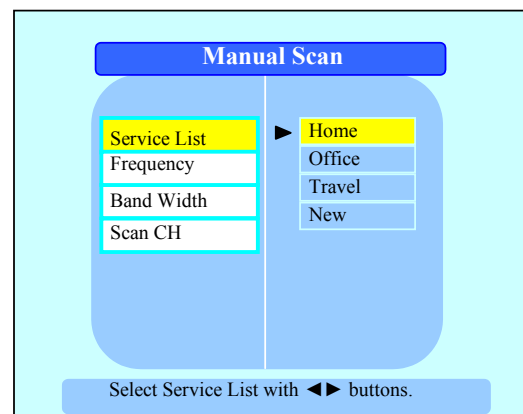 Manual Scan
Service List
Frequency
Band Width
Scan CH
Home
Office
Travel
New
Select Service List with ◄► buttons.